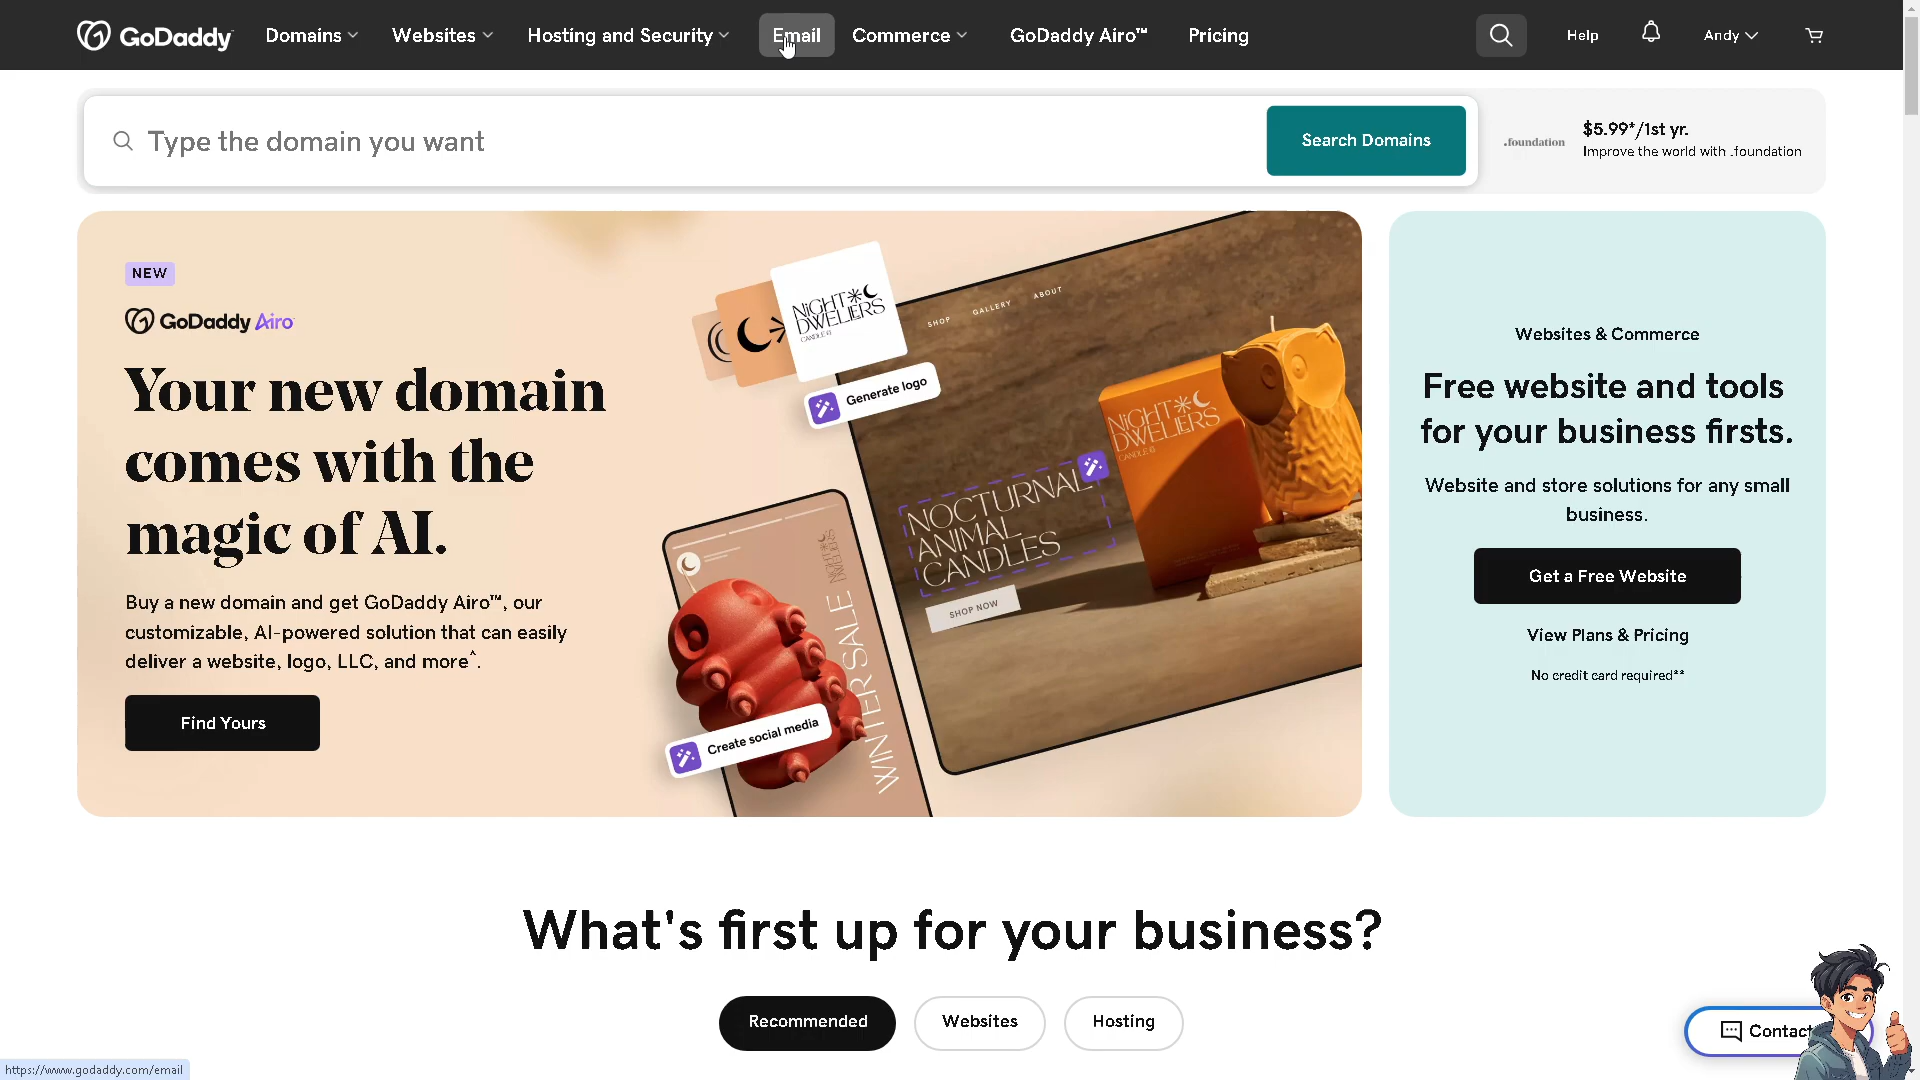 GoDaddy
Domains
Websites
Hosting and Security
Email
Commerce
GoDaddy Airo™
Pricing
Help
Andy
Type the domain you want
Search Domains
.foundation
$5.99*/1st yr.
Improve the world with .foundation
NEW
GoDaddy Airo
Your new domain
comes with the
magic of AI.
Buy a new domain and get GoDaddy Airo™, our
customizable, AI-powered solution that can easily
deliver a website, logo, LLC, and more^.
Find Yours
NIGHT
DWELLERS
CANDLE CO
Generate logo
SHOP
GALLERY
ABOUT
NIGHT
DWELLERS
CANDLE CO
NOCTURNAL
ANIMAL
CANDLES
SHOP NOW
NIGHT
DWELLERS
WINTER SALE
Create social media
Websites & Commerce
Free website and tools
for your business firsts.
Website and store solutions for any small
business.
Get a Free Website
View Plans & Pricing
No credit card required**
What's first up for your business?
Recommended
Websites
Hosting
Contact
https://www.godaddy.com/email